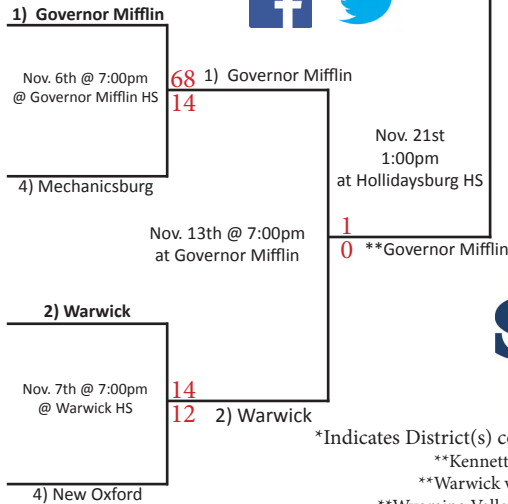 1) Governor Mifflin
Nov. 6th @ 7:00pm
@ Governor Mifflin HS
68
14
1) Governor Mifflin
4) Mechanicsburg
Nov. 21st
1:00pm
at Hollidaysburg HS
Nov. 13th @ 7:00pm
at Governor Mifflin
1
0
**Governor Mifflin
2) Warwick
Nov. 7th @ 7:00pm
@ Warwick HS
14
12
2) Warwick
4) New Oxford
*Indicates District(s)
**Kennett
**Warwick